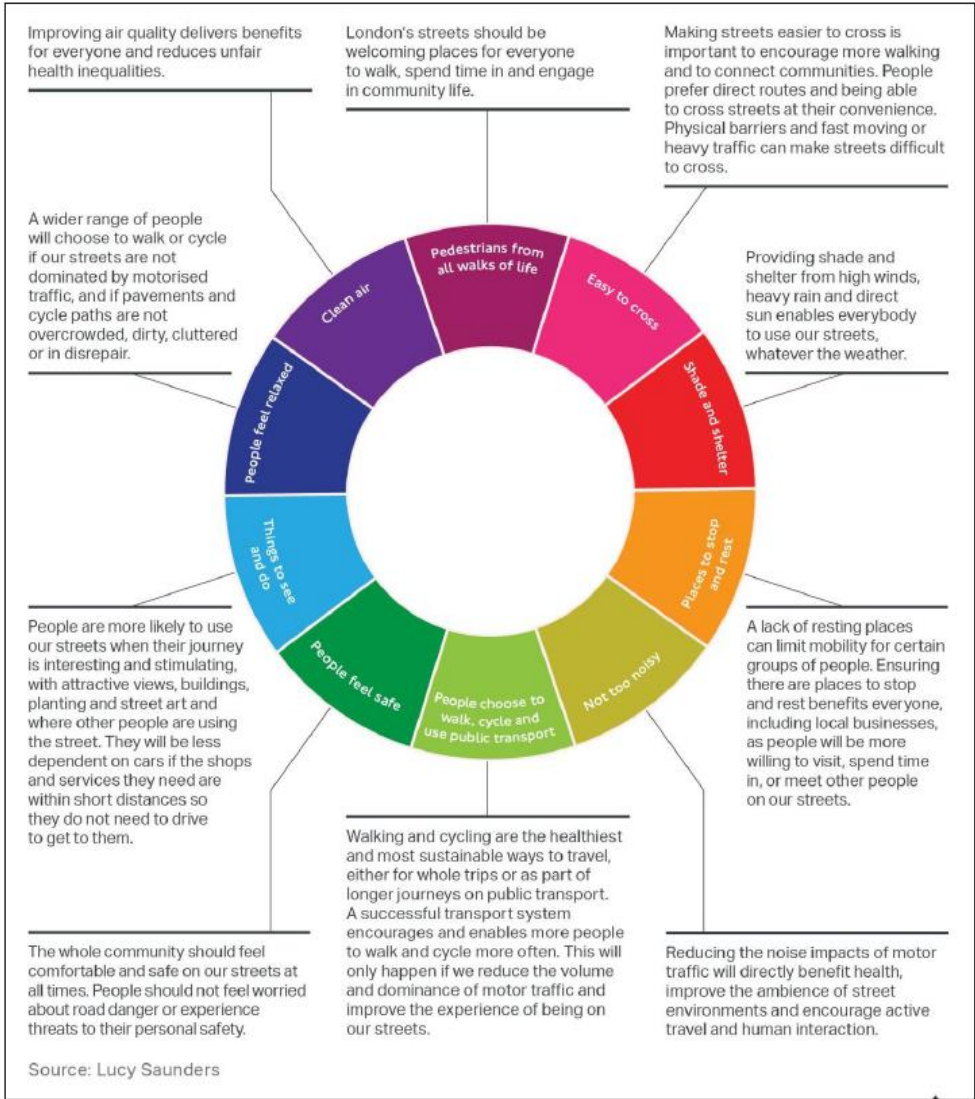 Improving air quality delivers benefits
for everyone and reduces unfair
health inequalities.
London's streets should be
welcoming places for everyone
to walk, spend time in and engage
in community life.
Making streets easier to cross is
important to encourage more walking
and to connect communities. People
prefer direct routes and being able
to cross streets at their convenience.
Physical barriers and fast moving or
heavy traffic can make streets difficult
to cross.
A wider range of people
will choose to walk or cycle
if our streets are not
dominated by motorised
traffic, and if pavements and
cycle paths are not
overcrowded, dirty, cluttered
or in disrepair.
Providing shade and
shelter from high winds,
heavy rain and direct
sun enables everybody
to use our streets,
whatever the weather.
Pedestrians from
all walks of life
Easy to cross
Shade and shelter
Places to stop
and rest
Not too noisy
People choose to
walk, cycle and
use public transport
People feel safe
Things to see
and do
People feel relaxed
Clean air
People are more likely to use
our streets when their journey
is interesting and stimulating,
with attractive views, buildings,
planting and street art and
where other people are using
the street. They will be less
dependent on cars if the shops
and services they need are
within short distances so
they do not need to drive
to get to them.
A lack of resting places
can limit mobility for certain
groups of people. Ensuring
there are places to stop
and rest benefits everyone,
including local businesses,
as people will be more
willing to visit, spend time
in, or meet other people
on our streets.
The whole community should feel
comfortable and safe on our streets at
all times. People should not feel worried
about road danger or experience
threats to their personal safety.
Walking and cycling are the healthiest
and most sustainable ways to travel,
either for whole trips or as part of
longer journeys on public transport.
A successful transport system
encourages and enables more people
to walk and cycle more often. This will
only happen if we reduce the volume
and dominance of motor traffic and
improve the experience of being on
our streets.
Reducing the noise impacts of motor
traffic will directly benefit health,
improve the ambience of street
environments and encourage active
travel and human interaction.
Source: Lucy Saunders